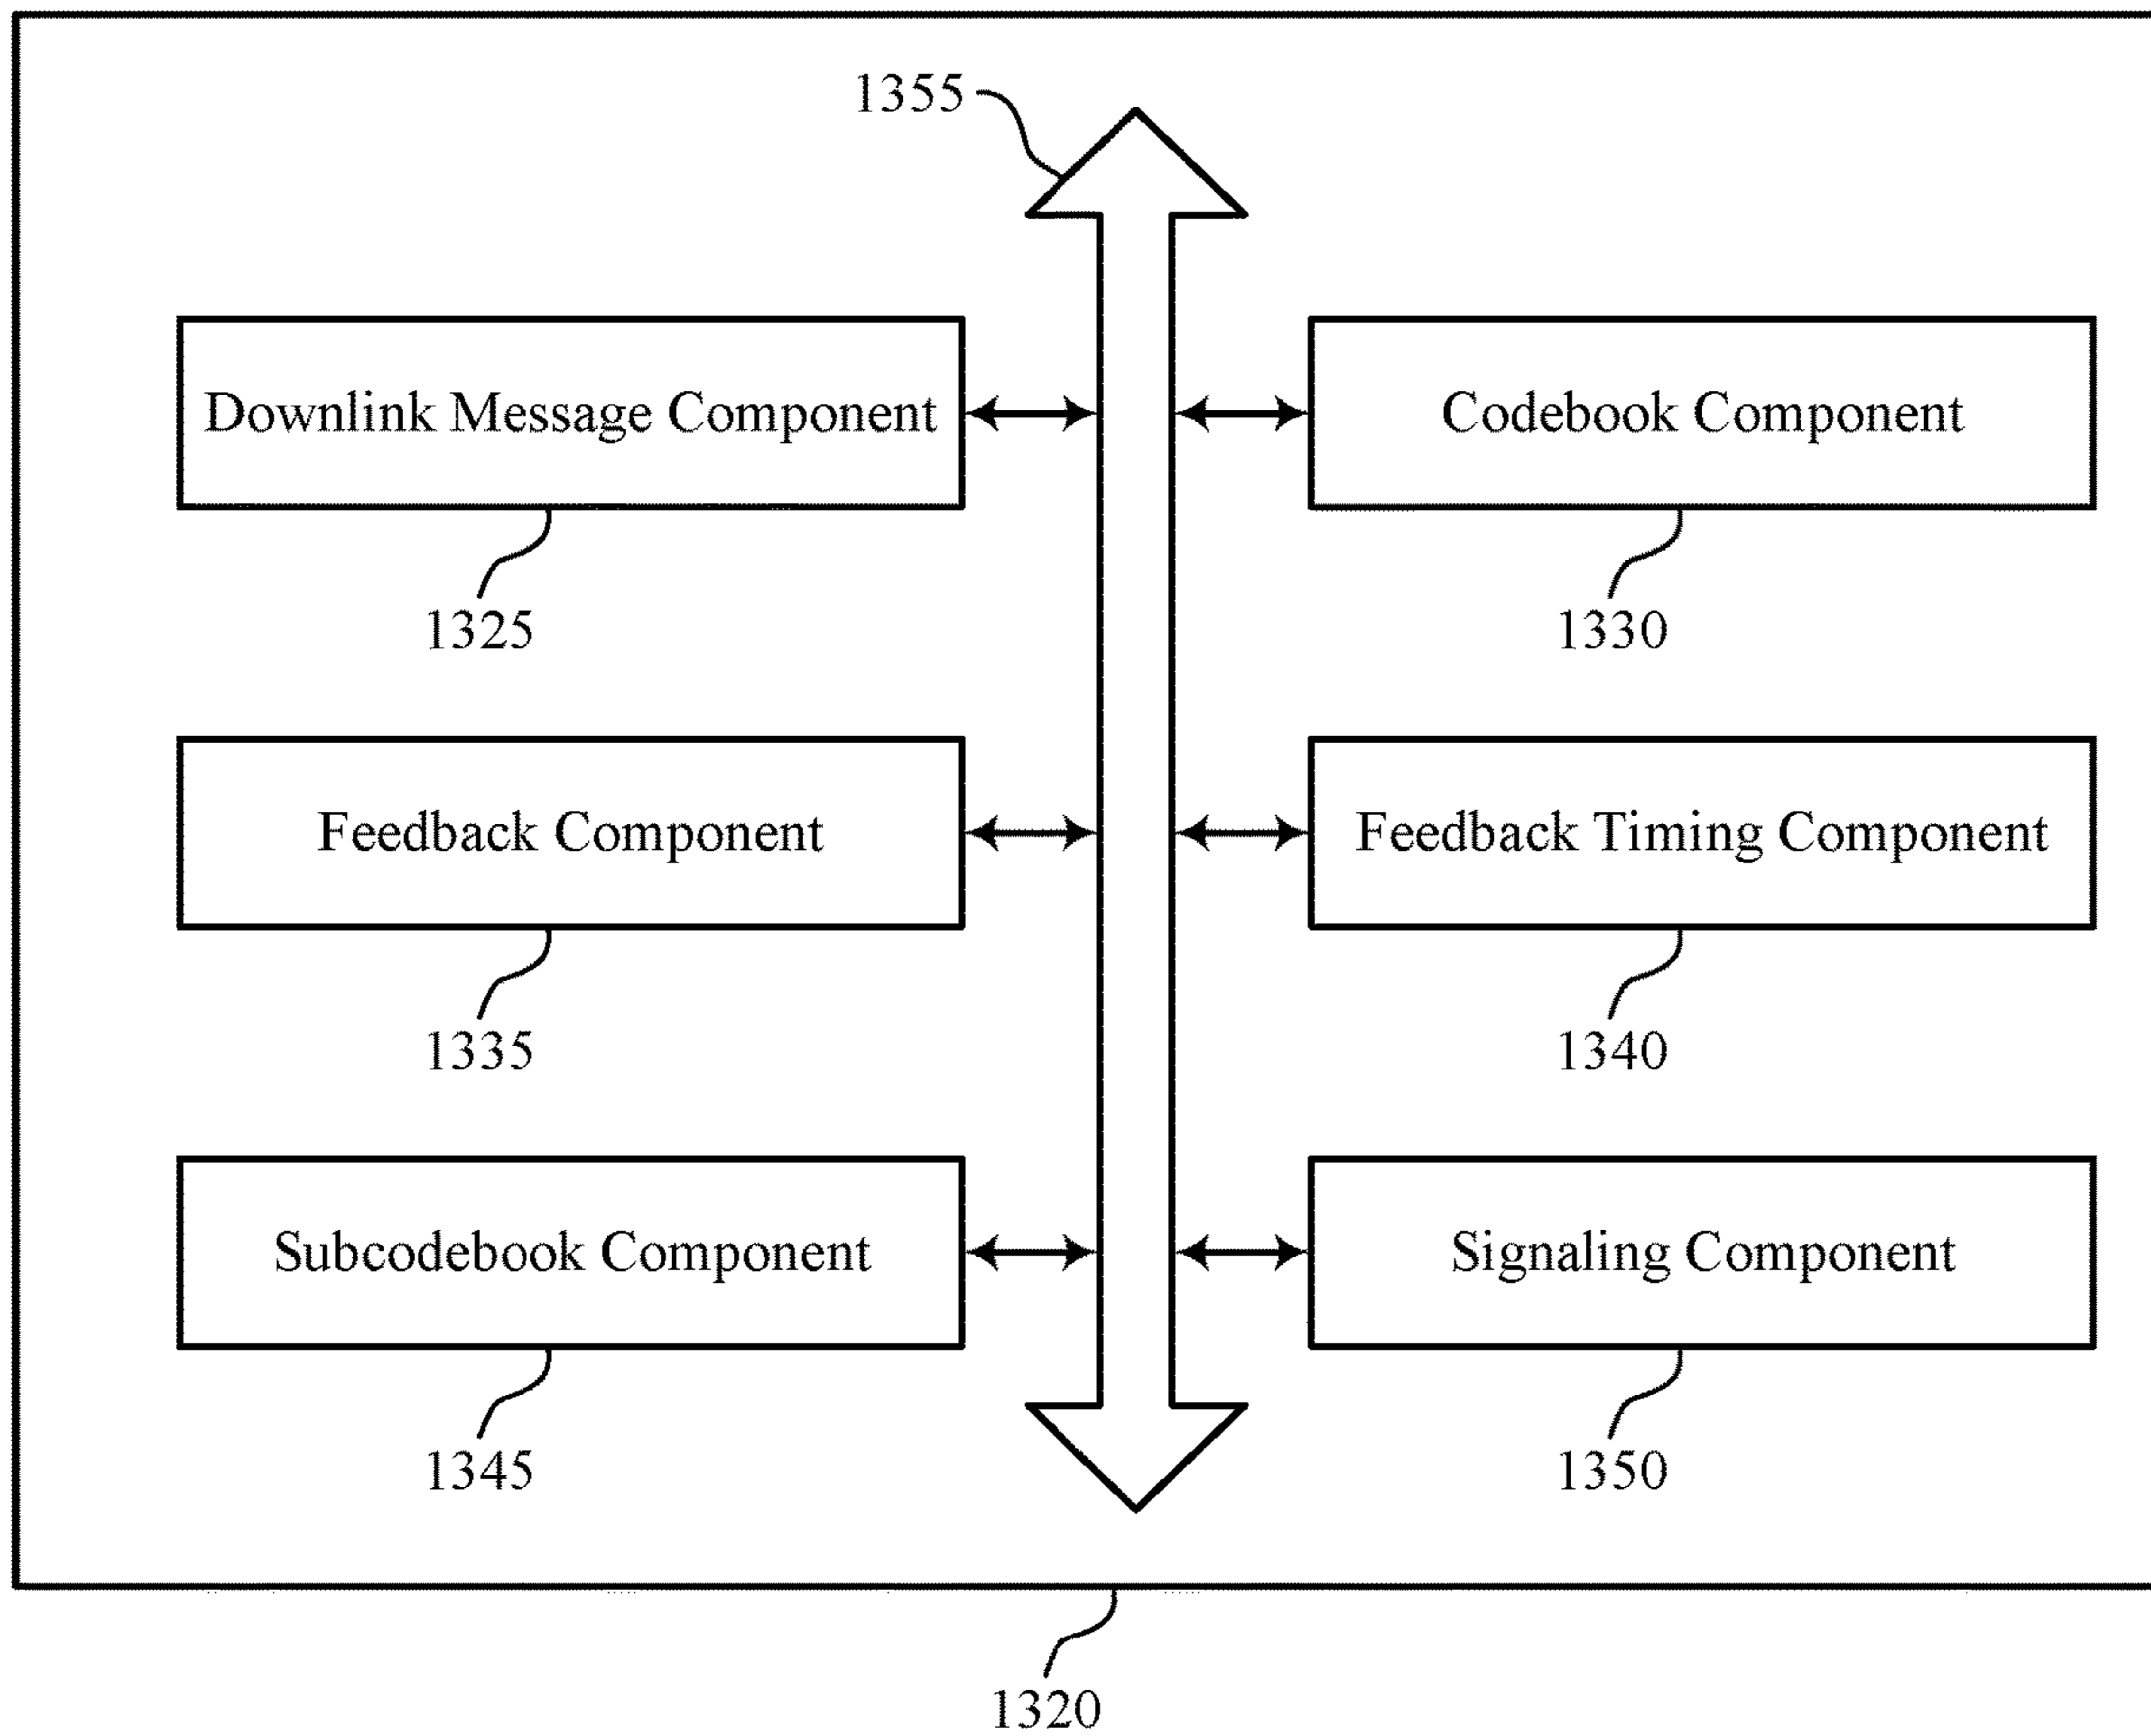 1355
Downlink Message Component
Codebook Component
1325
1330
Feedback Component
Feedback Timing Component
1335
1340
Subcodebook Component
Signaling Component
1345
1350
1320